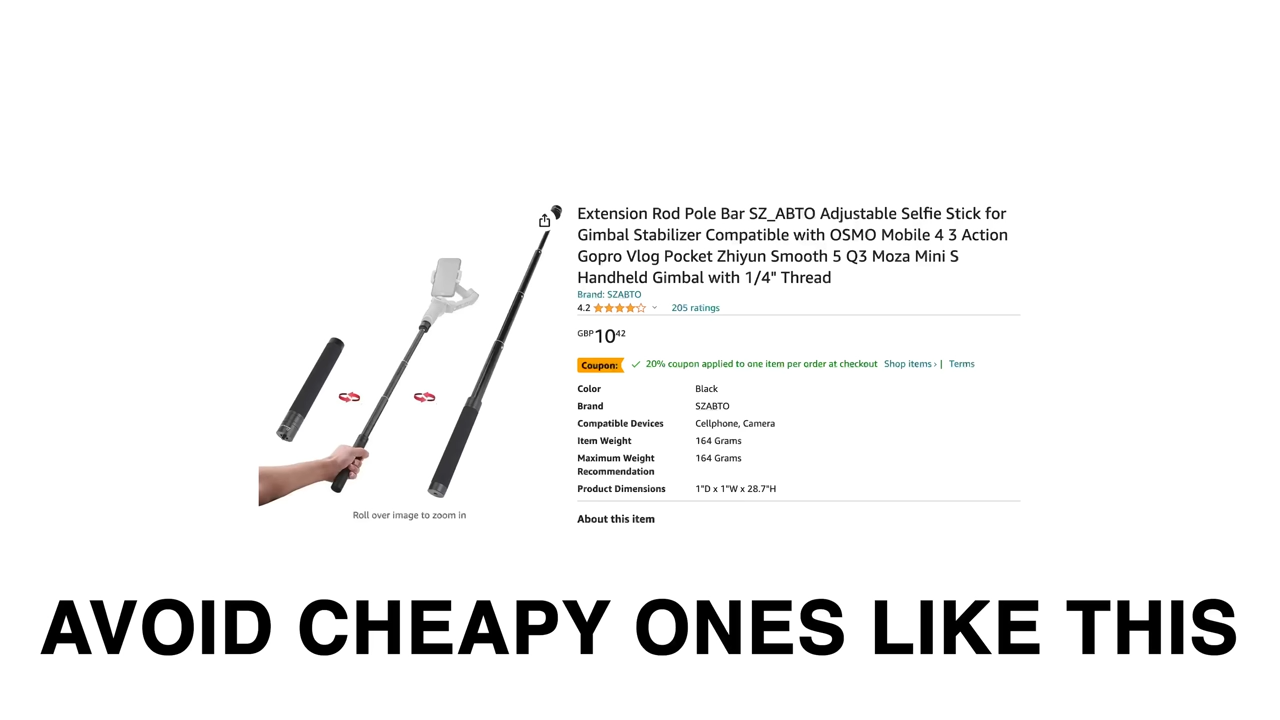 Extension Rod Pole Bar SZ_ABTO Adjustable Selfie Stick for
Gimbal Stabilizer Compatible with OSMO Mobile 4 3 Action
Gopro Vlog Pocket Zhiyun Smooth 5 Q3 Moza Mini S
Handheld Gimbal with 1/4" Thread
Brand: SZABTO
4.2 205 ratings
GBP10 42
Coupon: 20% coupon applied to one item per order at checkout Shop items › | Terms
Color Black
Brand SZABTO
Compatible Devices Cellphone, Camera
Item Weight 164 Grams
Maximum Weight 164 Grams
Recommendation
Product Dimensions 1"D x 1"W x 28.7"H
Roll over image to zoom in
About this item
AVOID CHEAPY ONES LIKE THIS